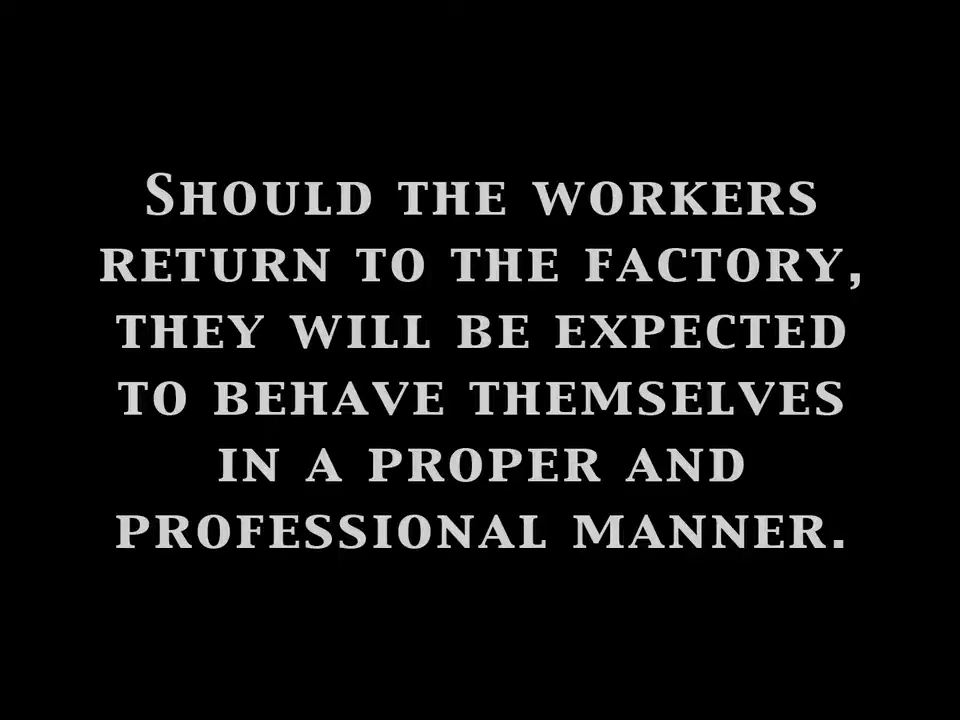 Should the workers
return to the factory,
they will be expected
to behave themselves
in a proper and
professional manner.